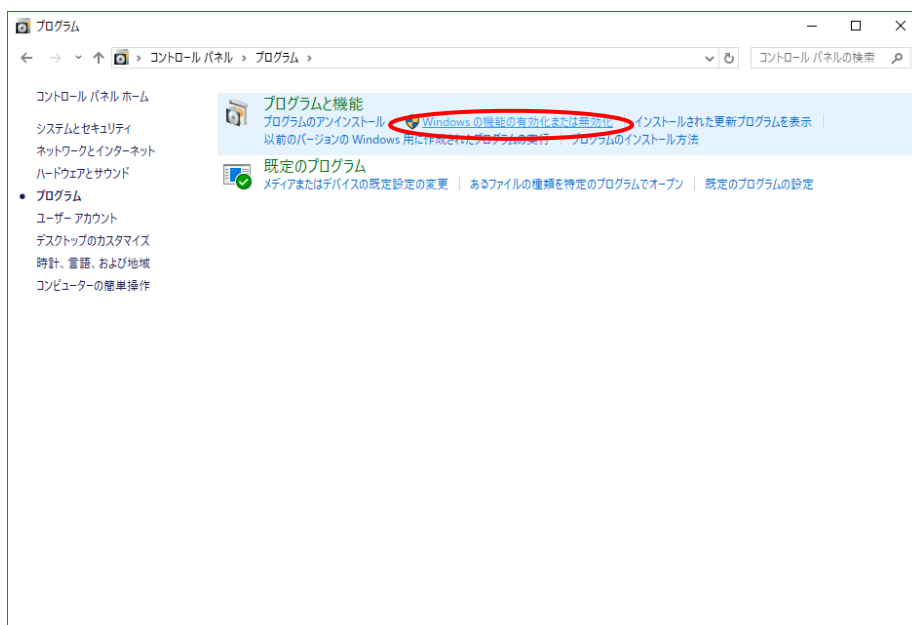 プログラム
コントロール パネル › プログラム ›
コントロール パネルの検索
コントロール パネル ホーム
システムとセキュリティ
ネットワークとインターネット
ハードウェアとサウンド
プログラム
ユーザー アカウント
デスクトップのカスタマイズ
時計、言語、および地域
コンピューターの簡単操作
プログラムと機能
プログラムのアンインストール Windows の機能の有効化または無効化 インストールされた更新プログラムを表示
以前のバージョンの Windows 用に作成されたプログラムの実行 プログラムのインストール方法
既定のプログラム
メディアまたはデバイスの既定設定の変更 あるファイルの種類を特定のプログラムでオープン 既定のプログラムの設定